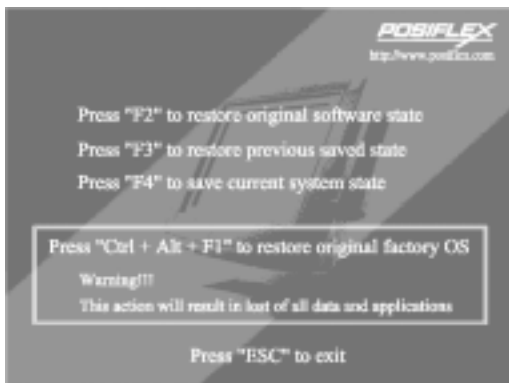 POSIFLEX
http://www.posiflex.com
Press "F2" to restore original software state
Press "F3" to restore previous saved state
Press "F4" to save current system state
Press "Ctrl + Alt + F1" to restore original factory OS
Warning!!!
This action will result in lost of all data and applications
Press "ESC" to exit